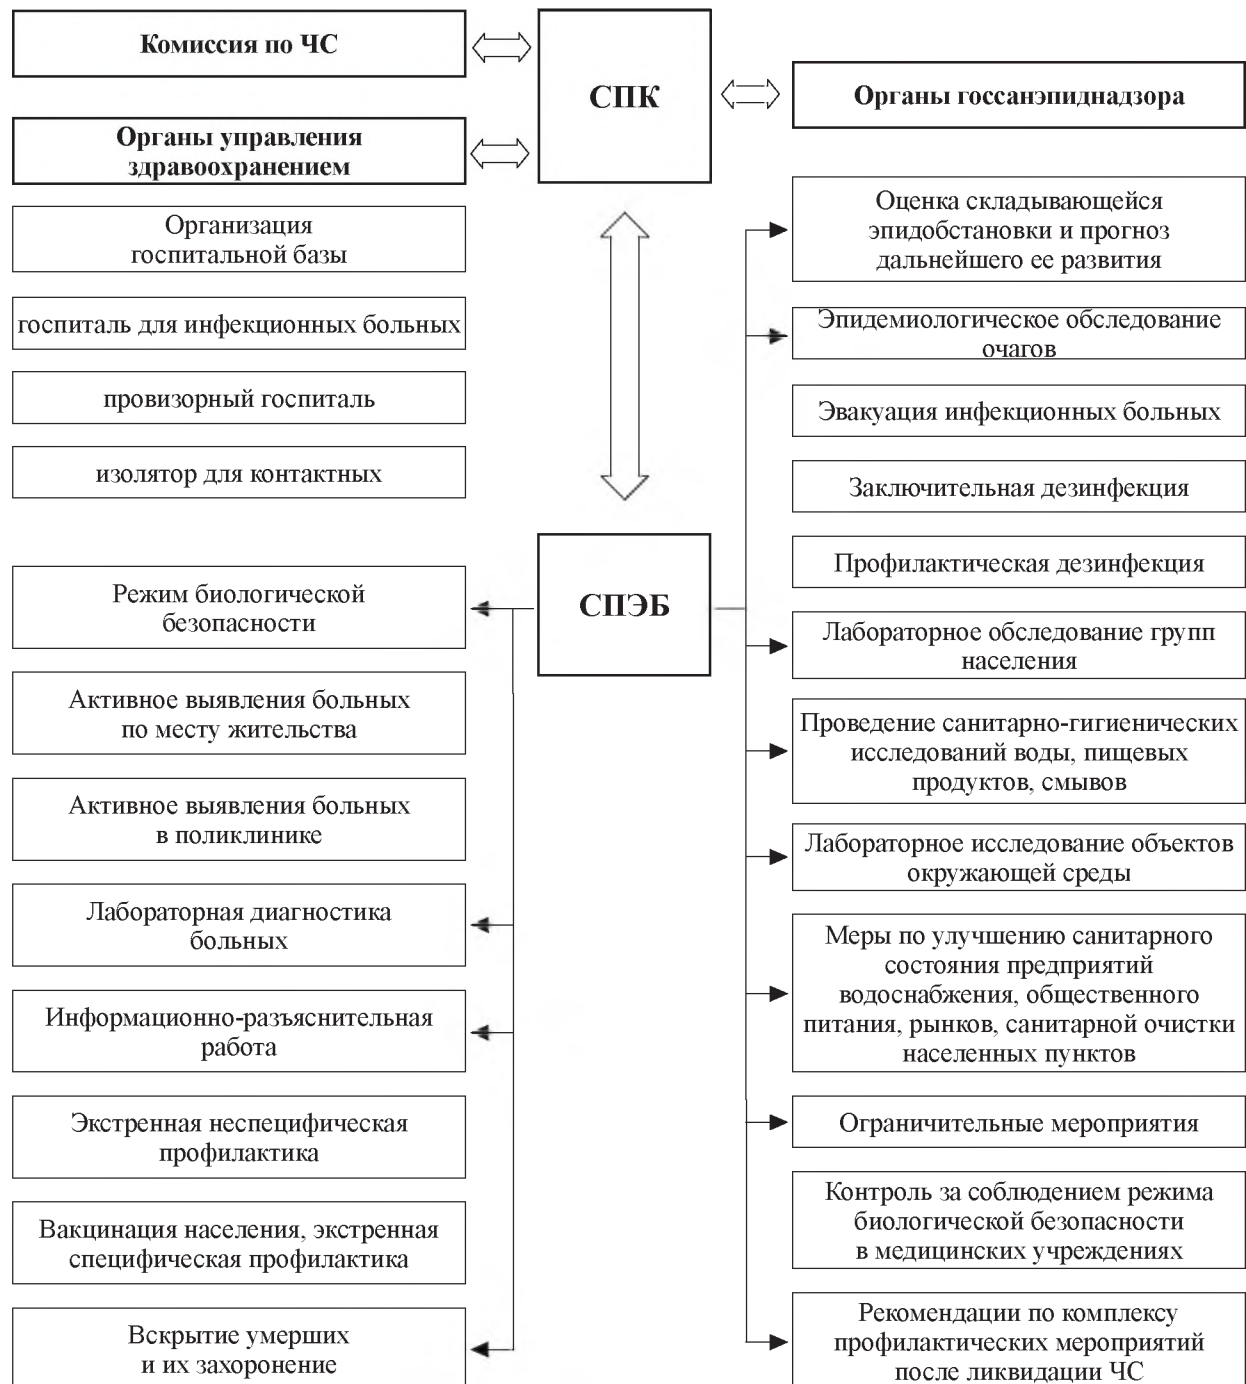 Комиссия по ЧС
Органы управления
здравоохранением
СПК
Органы госсанэпиднадзора
Организация
госпитальной базы
госпиталь для инфекционных больных
провизорный госпиталь
изолятор для контактных
СПЭБ
Режим биологической
безопасности
Активное выявления больных
по месту жительства
Активное выявления больных
в поликлинике
Лабораторная диагностика
больных
Информационно-разъяснительная
работа
Экстренная неспецифическая
профилактика
Вакцинация населения, экстренная
специфическая профилактика
Вскрытие умерших
и их захоронение
Оценка складывающейся
эпидобстановки и прогноз
дальнейшего ее развития
Эпидемиологическое обследование
очагов
Эвакуация инфекционных больных
Заключительная дезинфекция
Профилактическая дезинфекция
Лабораторное обследование групп
населения
Проведение санитарно-гигиенических
исследований воды, пищевых
продуктов, смывов
Лабораторное исследование объектов
окружающей среды
Меры по улучшению санитарного
состояния предприятий
водоснабжения, общественного
питания, рынков, санитарной очистки
населенных пунктов
Ограничительные мероприятия
Контроль за соблюдением режима
биологической безопасности
в медицинских учреждениях
Рекомендации по комплексу
профилактических мероприятий
после ликвидации ЧС